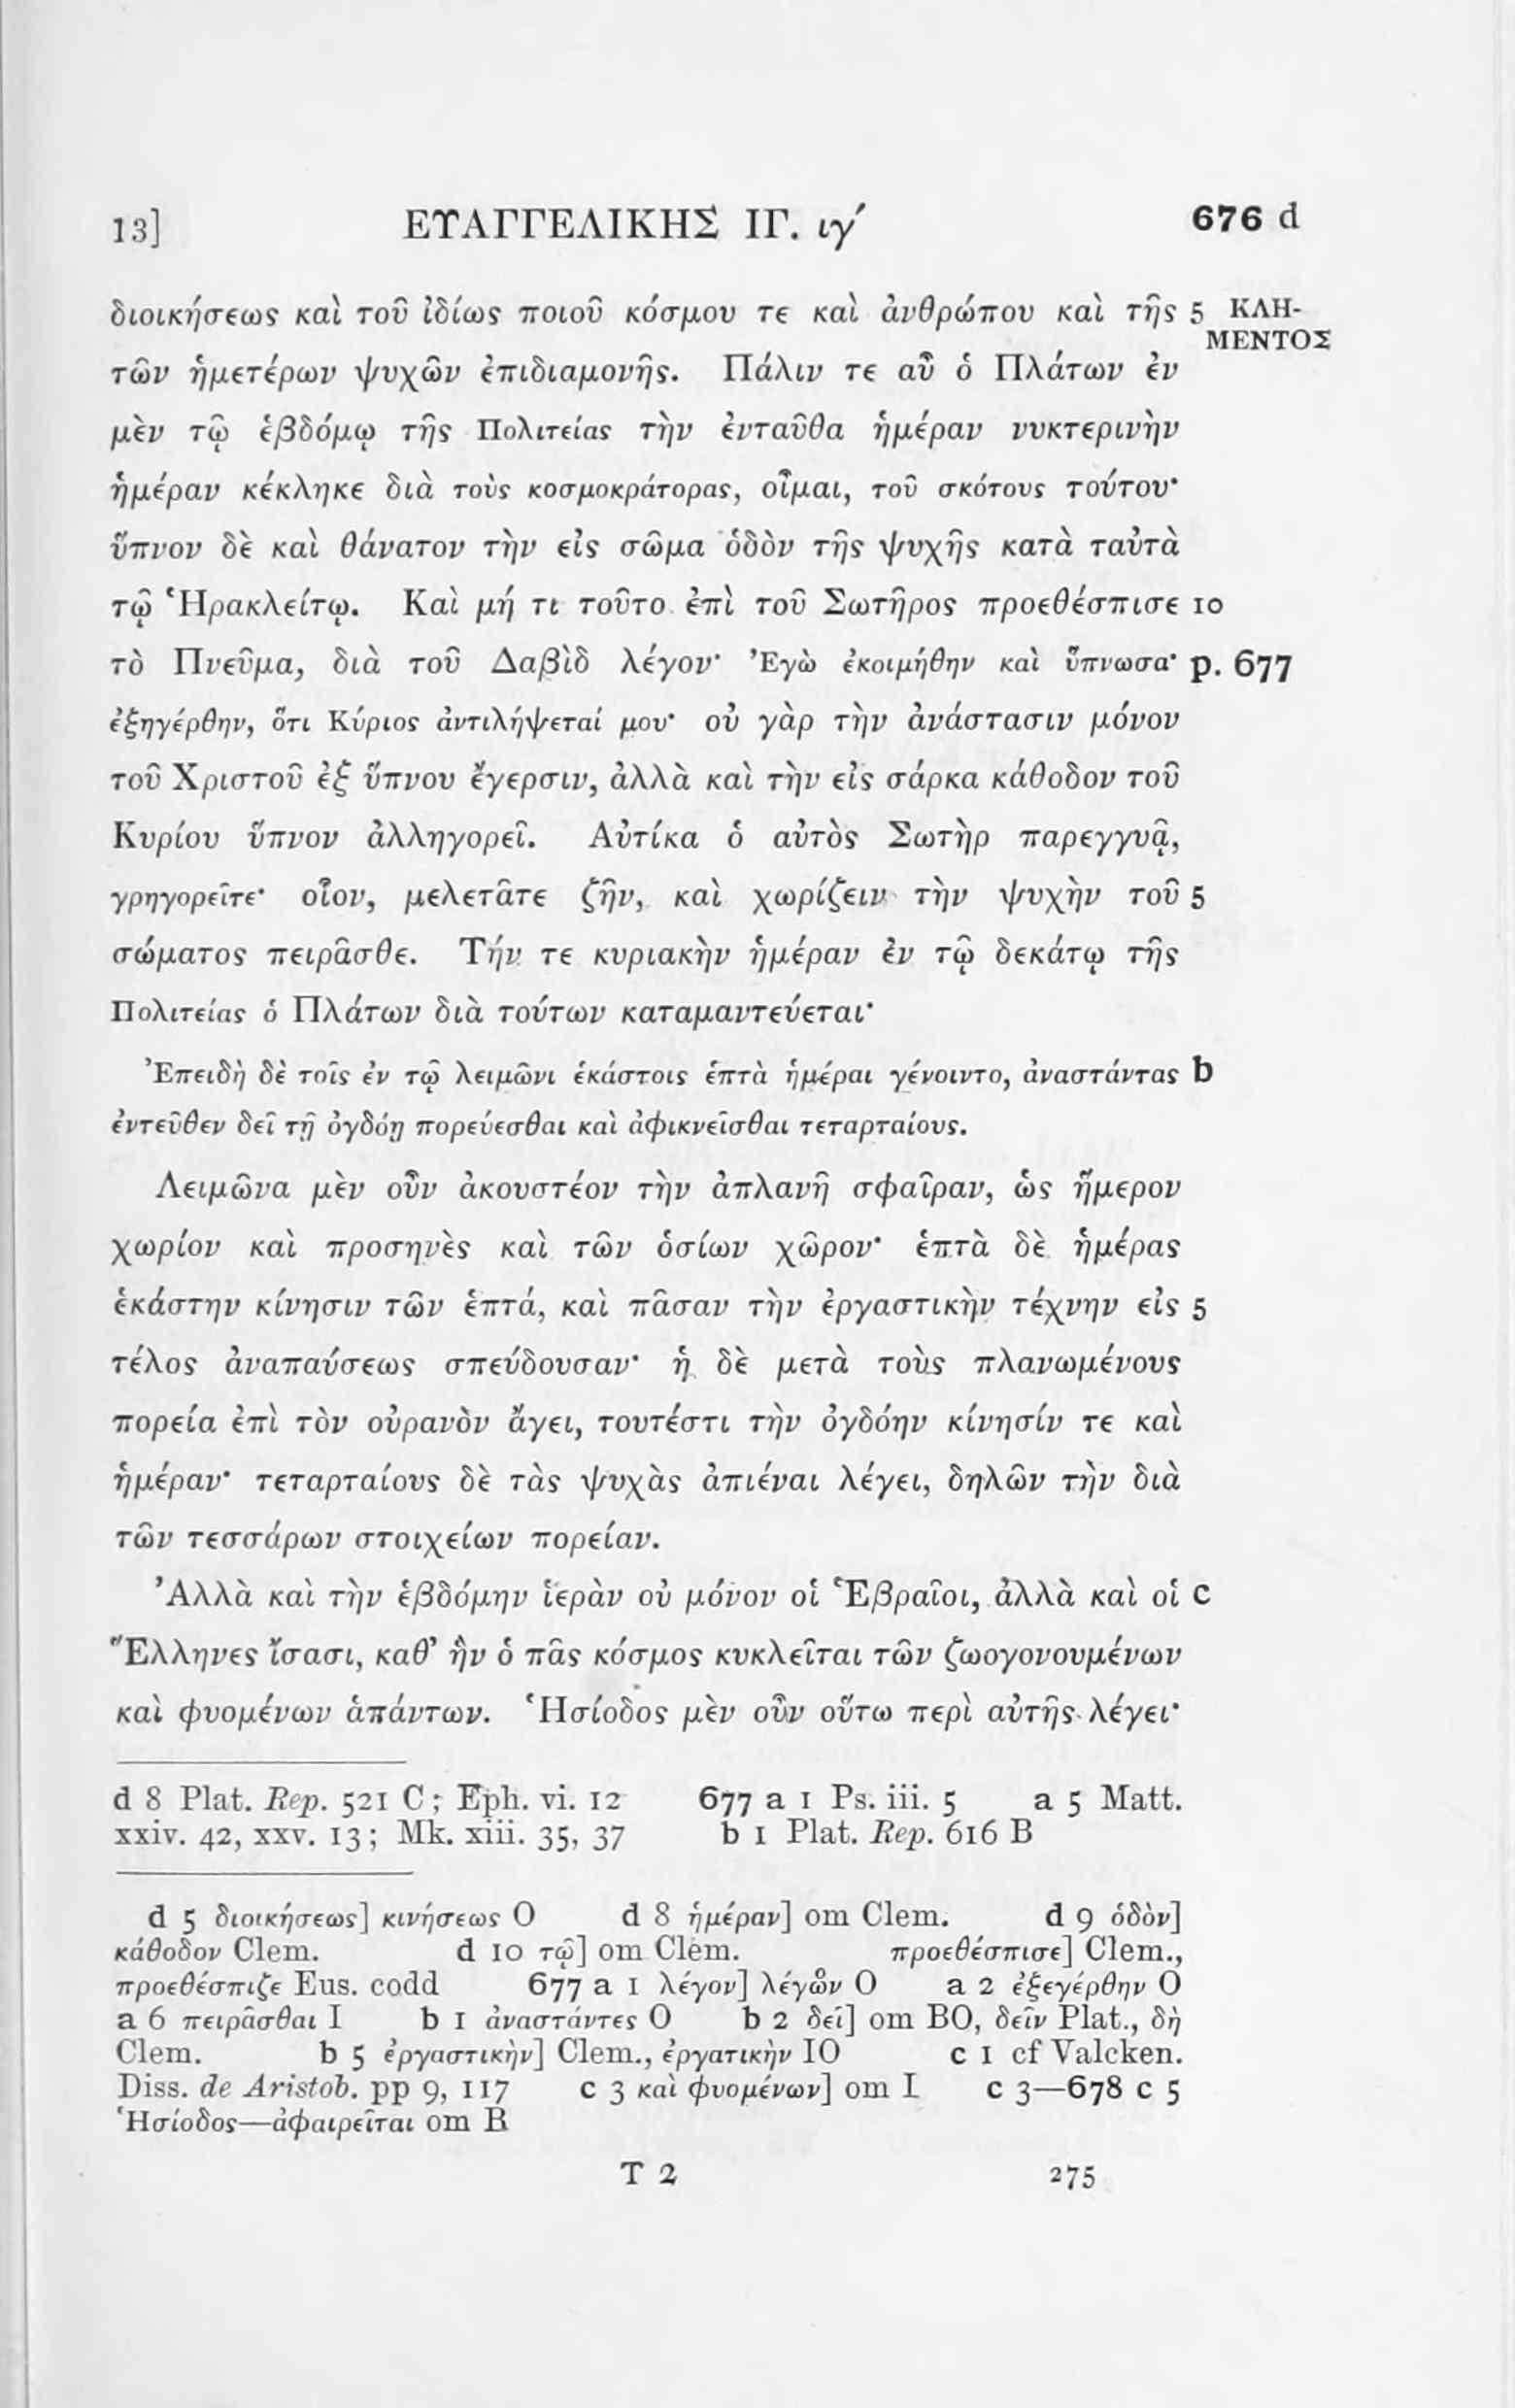 13] ΕΥΑΓΓΕΛΙΚΗΣ ΙΓ. ιγ´ 676 d
διοικήσεως καὶ τοῦ ἰδίως ποιοῦ κόσμου τε καὶ ἀνθρώπου καὶ τῆς 5 ΚΛΗ-
ΜΕΝΤΟΣ
τῶν ἡμετέρων ψυχῶν ἐπιδιαμονῆς. Πάλιν τε αὖ ὁ Πλάτων ἐν
μὲν τῷ ἑβδόμῳ τῆς Πολιτείας τὴν ἐνταῦθα ἡμέραν νυκτερινὴν
ἡμέραν κέκληκε διὰ τοὺς κοσμοκράτορας, οἶμαι, τοῦ σκότους τούτου·
ὕπνον δὲ καὶ θάνατον τὴν εἰς σῶμα ὁδὸν τῆς ψυχῆς κατὰ ταὐτὰ
τῷ Ἡρακλείτῳ. Καὶ μή τι τοῦτο ἐπὶ τοῦ Σωτῆρος προεθέσπισε 10
τὸ Πνεῦμα, διὰ τοῦ Δαβὶδ λέγον· Ἐγὼ ἐκοιμήθην καὶ ὕπνωσα· p. 677
ἐξηγέρθην, ὅτι Κύριος ἀντιλήψεταί μου· οὐ γὰρ τὴν ἀνάστασιν μόνον
τοῦ Χριστοῦ ἐξ ὕπνου ἔγερσιν, ἀλλὰ καὶ τὴν εἰς σάρκα κάθοδον τοῦ
Κυρίου ὕπνον ἀλληγορεῖ. Αὐτίκα ὁ αὐτὸς Σωτὴρ παρεγγυᾷ,
γρηγορεῖτε· οἷον, μελετᾶτε ζῆν, καὶ χωρίζειν τὴν ψυχὴν τοῦ 5
σώματος πειρᾶσθε. Τήν τε κυριακὴν ἡμέραν ἐν τῷ δεκάτῳ τῆς
Πολιτείας ὁ Πλάτων διὰ τούτων καταμαντεύεται·
Ἐπειδὴ δὲ τοῖς ἐν τῷ λειμῶνι ἑκάστοις ἑπτὰ ἡμέραι γένοιντο, ἀναστάντας b
ἐντεῦθεν δεῖ τῇ ὀγδόῃ πορεύεσθαι καὶ ἀφικνεῖσθαι τεταρταίους.
Λειμῶνα μὲν οὖν ἀκουστέον τὴν ἀπλανῆ σφαῖραν, ὡς ἥμερον
χωρίον καὶ προσηνὲς καὶ τῶν ὁσίων χῶρον· ἑπτὰ δὲ ἡμέρας
ἑκάστην κίνησιν τῶν ἑπτά, καὶ πᾶσαν τὴν ἐργαστικὴν τέχνην εἰς 5
τέλος ἀναπαύσεως σπεύδουσαν· ἡ δὲ μετὰ τοὺς πλανωμένους
πορεία ἐπὶ τὸν οὐρανὸν ἄγει, τουτέστι τὴν ὀγδόην κίνησίν τε καὶ
ἡμέραν· τεταρταίους δὲ τὰς ψυχὰς ἀπιέναι λέγει, δηλῶν τὴν διὰ
τῶν τεσσάρων στοιχείων πορείαν.
Ἀλλὰ καὶ τὴν ἑβδόμην ἱερὰν οὐ μόνον οἱ Ἑβραῖοι, ἀλλὰ καὶ οἱ c
Ἕλληνες ἴσασι, καθ’ ἣν ὁ πᾶς κόσμος κυκλεῖται τῶν ζωογονουμένων
καὶ φυομένων ἁπάντων. Ἡσίοδος μὲν οὖν οὕτω περὶ αὐτῆς λέγει·
d 8 Plat. Rep. 521 C; Eph. vi. 12 677 a 1 Ps. iii. 5 a 5 Matt.
xxiv. 42, xxv. 13; Mk. xiii. 35, 37 b 1 Plat. Rep. 616 B
d 5 διοικήσεως] κινήσεως O d 8 ἡμέραν] om Clem. d 9 ὁδὸν]
κάθοδον Clem. d 10 τῷ] om Clem. προεθέσπισε] Clem.,
προεθέσπιζε Eus. codd 677 a 1 λέγον] λέγων O a 2 ἐξεγέρθην O
a 6 πειρᾶσθαι I b 1 ἀναστάντες O b 2 δεῖ] om BO, δεῖν Plat., δὴ
Clem. b 5 ἐργαστικὴν] Clem., ἐργατικὴν IO c 1 cf Valcken.
Diss. de Aristob. pp 9, 117 c 3 καὶ φυομένων] om I c 3—678 c 5
Ἡσίοδος—ἀφαιρεῖται om B
T 2 275